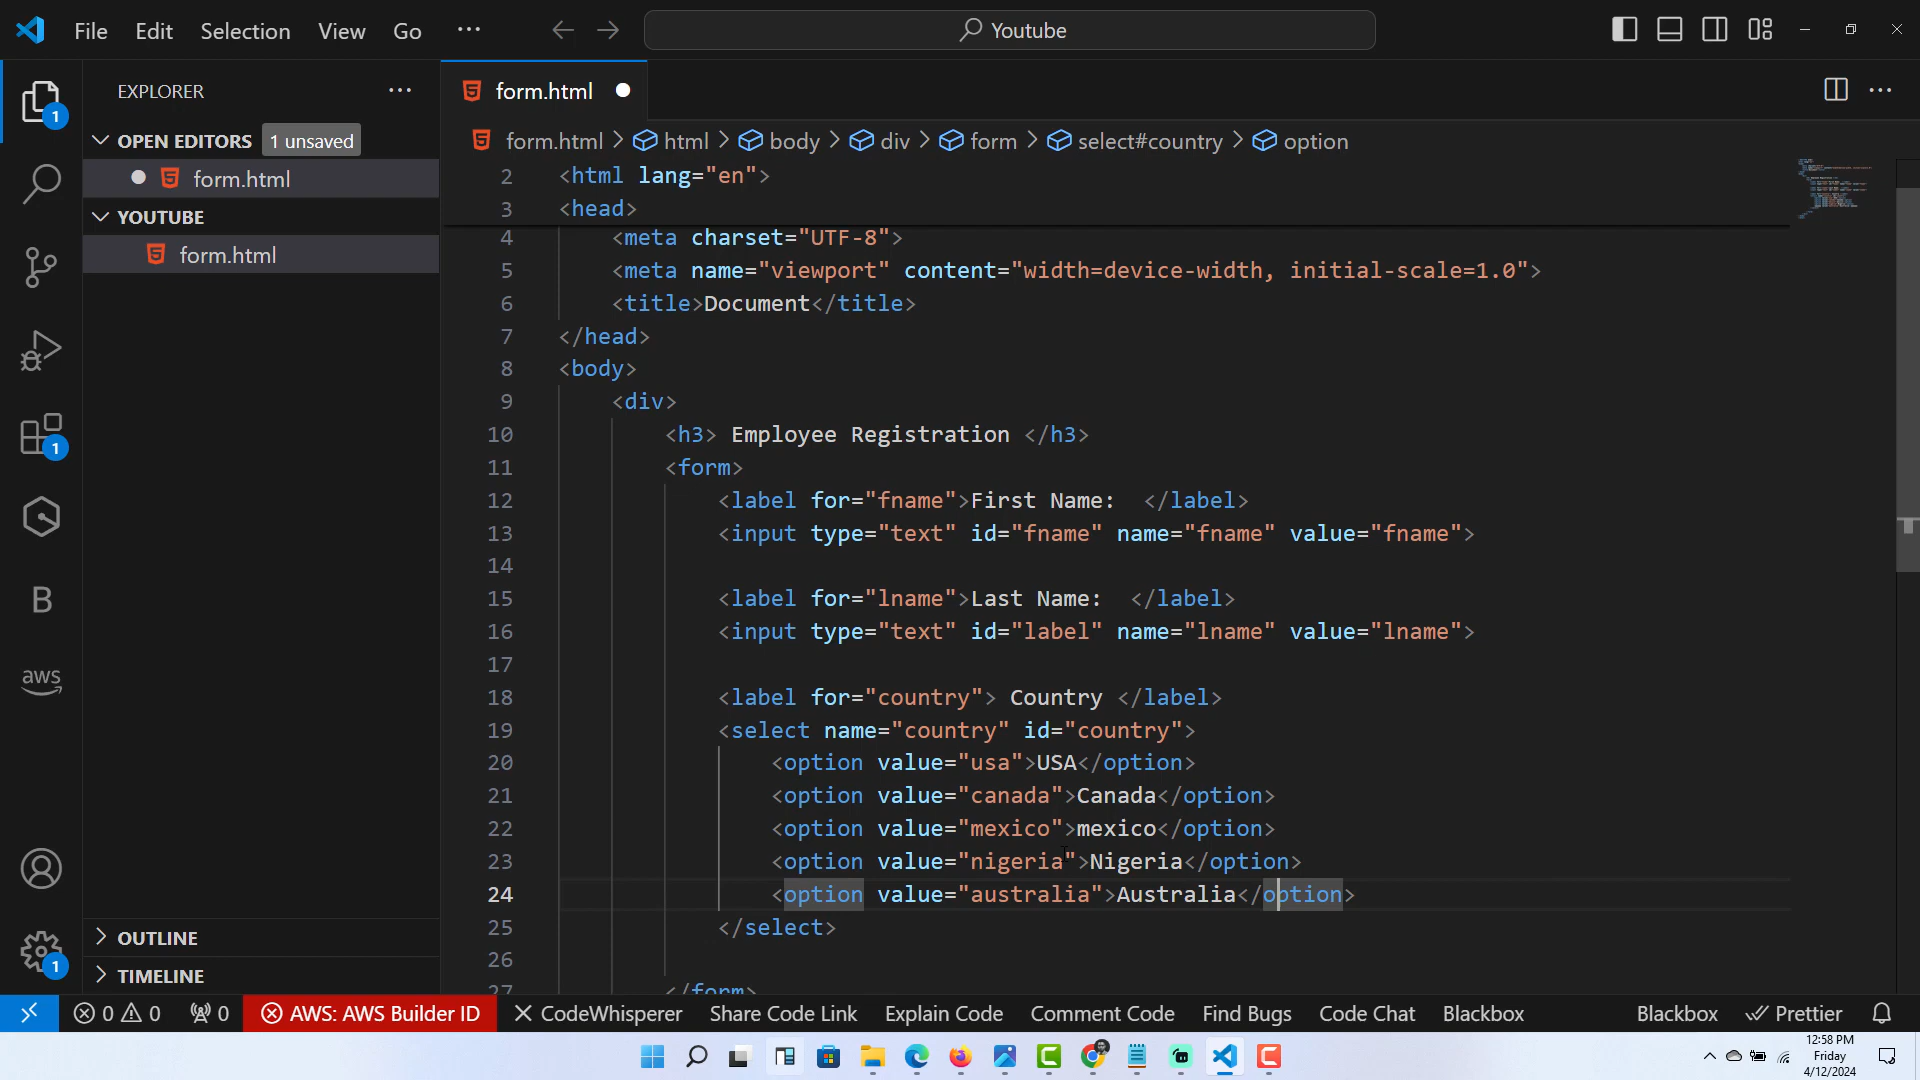 File Edit Selection View Go ···
Youtube
EXPLORER ···
OPEN EDITORS 1 unsaved
form.html
YOUTUBE
form.html
OUTLINE
TIMELINE
1
1
B
aws
1
form.html
form.html > html > body > div > form > select#country > option
2 <html lang="en">
3 <head>
4 <meta charset="UTF-8">
5 <meta name="viewport" content="width=device-width, initial-scale=1.0">
6 <title>Document</title>
7 </head>
8 <body>
9 <div>
10 <h3> Employee Registration </h3>
11 <form>
12 <label for="fname">First Name:  </label>
13 <input type="text" id="fname" name="fname" value="fname">
14
15 <label for="lname">Last Name:  </label>
16 <input type="text" id="label" name="lname" value="lname">
17
18 <label for="country"> Country </label>
19 <select name="country" id="country">
20 <option value="usa">USA</option>
21 <option value="canada">Canada</option>
22 <option value="mexico">mexico</option>
23 <option value="nigeria">Nigeria</option>
24 <option value="australia">Australia</option>
25 </select>
26
27 </form>
0 0 0 AWS: AWS Builder ID CodeWhisperer Share Code Link Explain Code Comment Code Find Bugs Code Chat Blackbox Blackbox Prettier
12:58 PM
Friday
4/12/2024